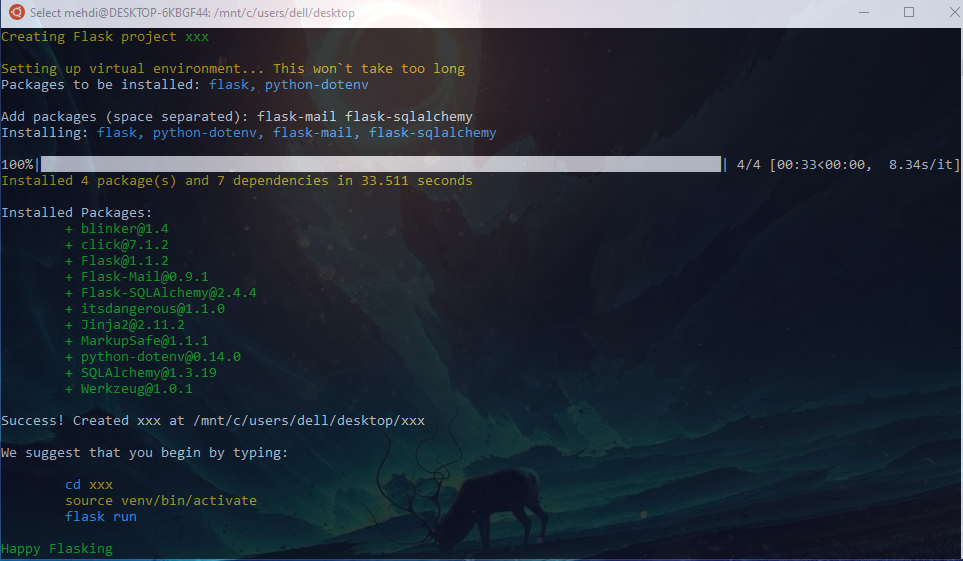 Select mehdi@DESKTOP-6KBGF44: /mnt/c/users/dell/desktop
Creating Flask project xxx
Setting up virtual environment... This won`t take too long
Packages to be installed: flask, python-dotenv
Add packages (space separated): flask-mail flask-sqlalchemy
Installing: flask, python-dotenv, flask-mail, flask-sqlalchemy
100%| | 4/4 [00:33<00:00,  8.34s/it]
Installed 4 package(s) and 7 dependencies in 33.511 seconds
Installed Packages:
+ blinker@1.4
+ click@7.1.2
+ Flask@1.1.2
+ Flask-Mail@0.9.1
+ Flask-SQLAlchemy@2.4.4
+ itsdangerous@1.1.0
+ Jinja2@2.11.2
+ MarkupSafe@1.1.1
+ python-dotenv@0.14.0
+ SQLAlchemy@1.3.19
+ Werkzeug@1.0.1
Success! Created xxx at /mnt/c/users/dell/desktop/xxx
We suggest that you begin by typing:
cd xxx
source venv/bin/activate
flask run
Happy Flasking